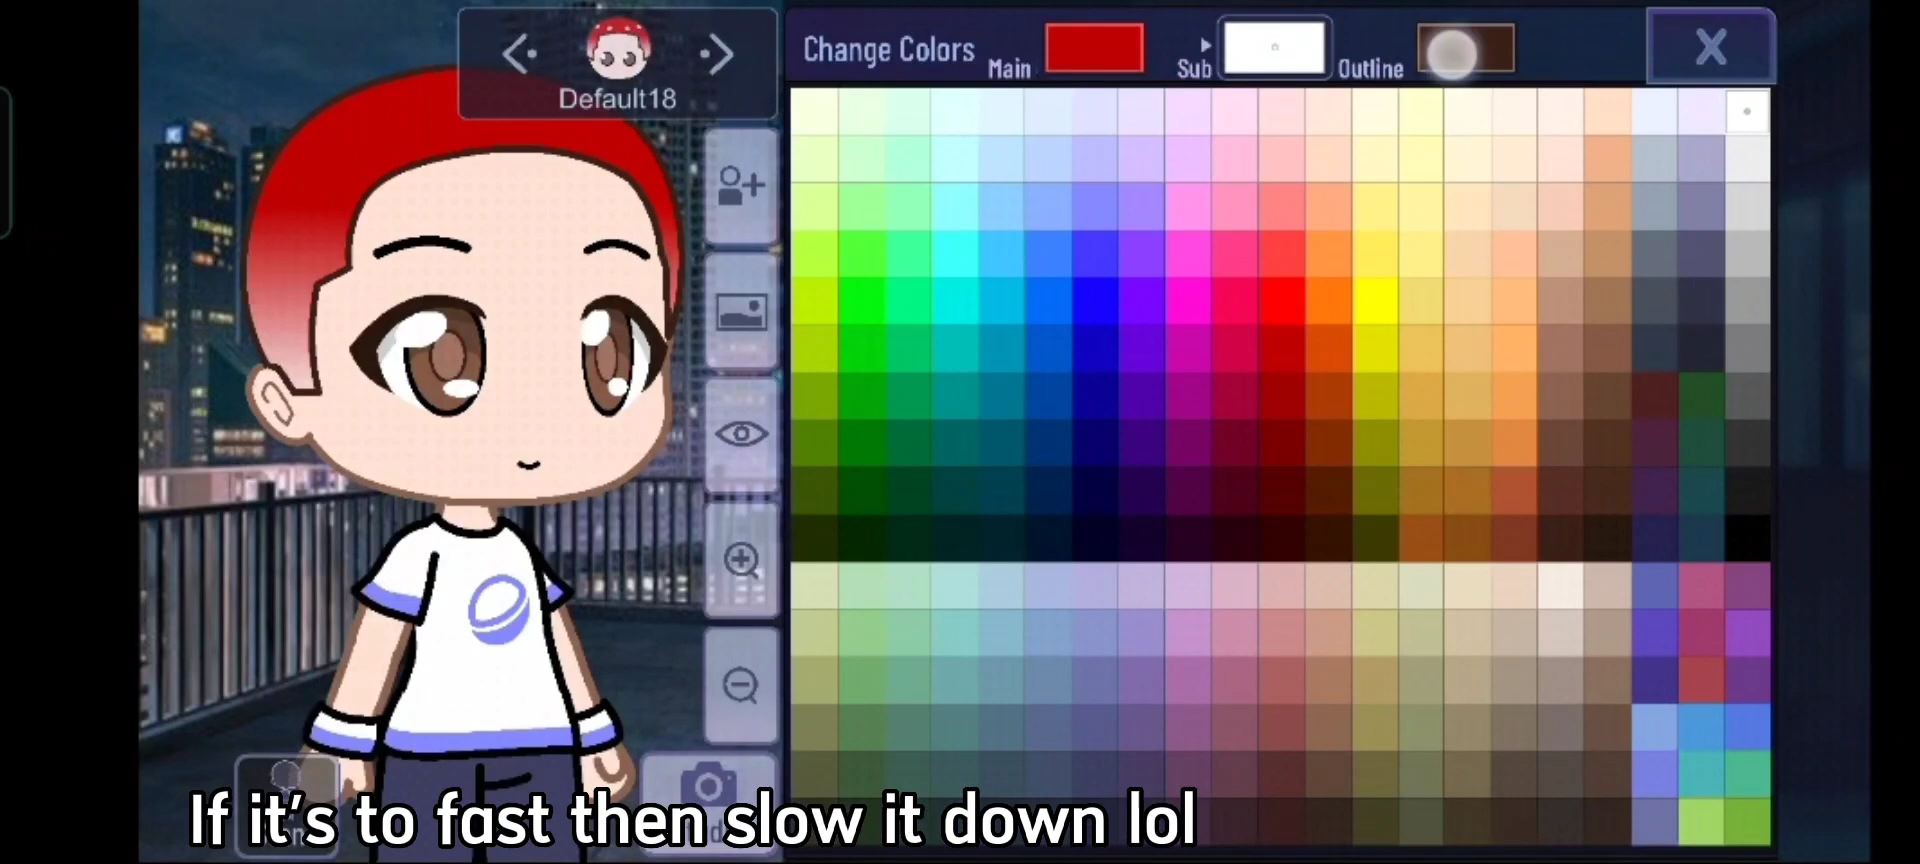 Default18
Change Colors
Main
Sub
Outline
X
If it's to fast then slow it down lol